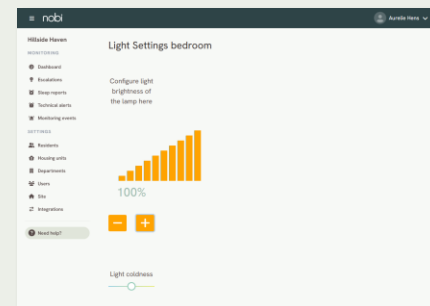 nobi
Aurelie Hens
Hillside Haven
MONITORING
Dashboard
Escalations
Sleep reports
Technical alerts
Monitoring events
SETTINGS
Residents
Housing units
Departments
Users
Site
Integrations
Need help?
Light Settings bedroom
Configure light
brightness of
the lamp here
100%
Light coldness